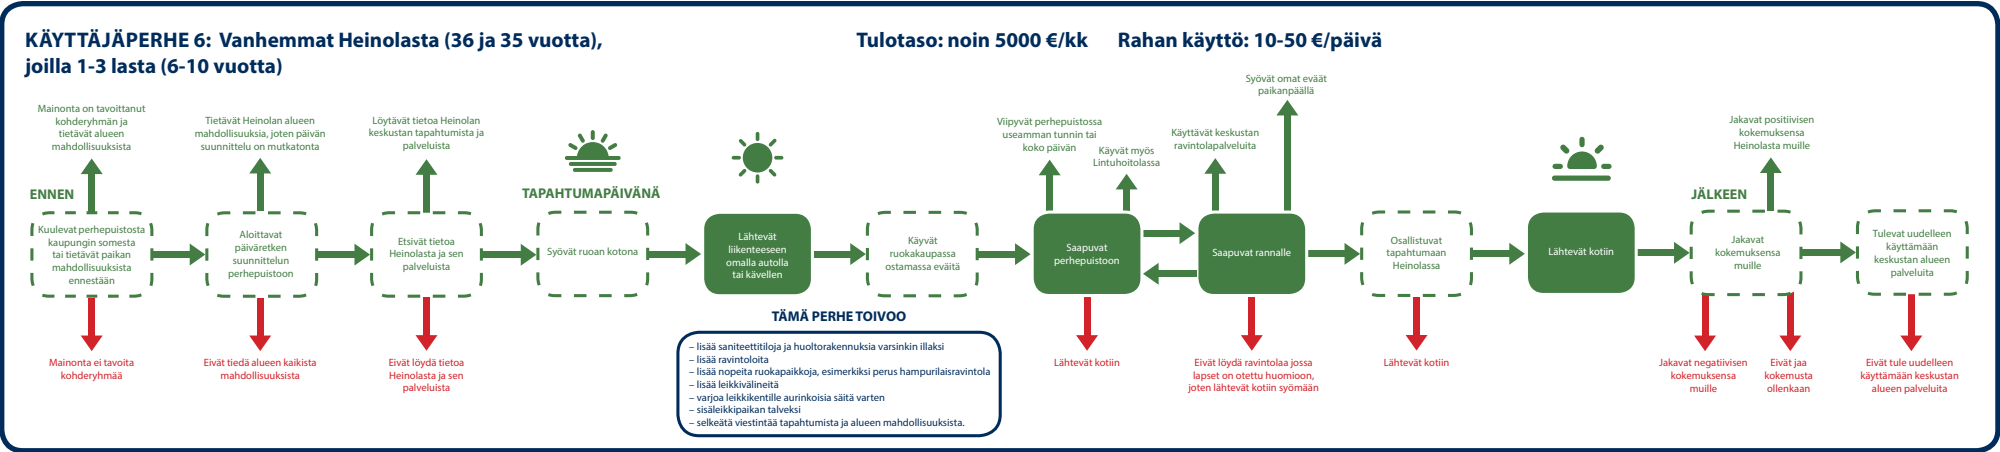 KÄYTTÄJÄPERHE 6: Vanhemmat Heinolasta (36 ja 35 vuotta),
joilla 1-3 lasta (6-10 vuotta)
Tulotaso: noin 5000 €/kk
Rahan käyttö: 10-50 €/päivä
Mainonta on tavoittanut
kohderyhmän ja
tietävät alueen
mahdollisuuksista
Tietävät Heinolan alueen
mahdollisuuksia, joten päivän
suunnittelu on mutkatonta
Löytävät tietoa Heinolan
keskustan tapahtumista ja
palveluista
Viipyvät perhepuistossa
useamman tunnin tai
koko päivän
Käyvät myös
Lintuhoitolassa
Käyttävät keskustan
ravintolapalveluita
Syövät omat eväät
paikanpäällä
Jakavat positiivisen
kokemuksensa
Heinolasta muille
ENNEN
TAPAHTUMAPÄIVÄNÄ
JÄLKEEN
Kuulevat perhepuistosta
kaupungin somesta
tai tietävät paikan
mahdollisuuksista
ennestään
Aloittavat
päiväretken
suunnittelun
perhepuistoon
Etsivät tietoa
Heinolasta ja sen
palveluista
Syövät ruoan kotona
Lähtevät
liikenteeseen
omalla autolla
tai kävellen
Käyvät
ruokakaupassa
ostamassa eväitä
Saapuvat
perhepuistoon
Saapuvat rannalle
Osallistuvat
tapahtumaan
Heinolassa
Lähtevät kotiin
Jakavat
kokemuksensa
muille
Tulevat uudelleen
käyttämään
keskustan alueen
palveluita
Mainonta ei tavoita
kohderyhmää
Eivät tiedä alueen kaikista
mahdollisuuksista
Eivät löydä tietoa
Heinolasta ja sen
palveluista
TÄMÄ PERHE TOIVOO
– lisää saniteettitiloja ja huoltorakennuksia varsinkin illaksi
– lisää ravintoloita
– lisää nopeita ruokapaikkoja, esimerkiksi perus hampurilaisravintola
– lisää leikkivälineitä
– varjoa leikkikentille aurinkoisia säitä varten
– sisäleikkipaikan talveksi
– selkeätä viestintää tapahtumista ja alueen mahdollisuuksista.
Lähtevät kotiin
Eivät löydä ravintolaa jossa
lapset on otettu huomioon,
joten lähtevät kotiin syömään
Lähtevät kotiin
Jakavat negatiivisen
kokemuksensa
muille
Eivät jaa
kokemusta
ollenkaan
Eivät tule uudelleen
käyttämään keskustan
alueen palveluita